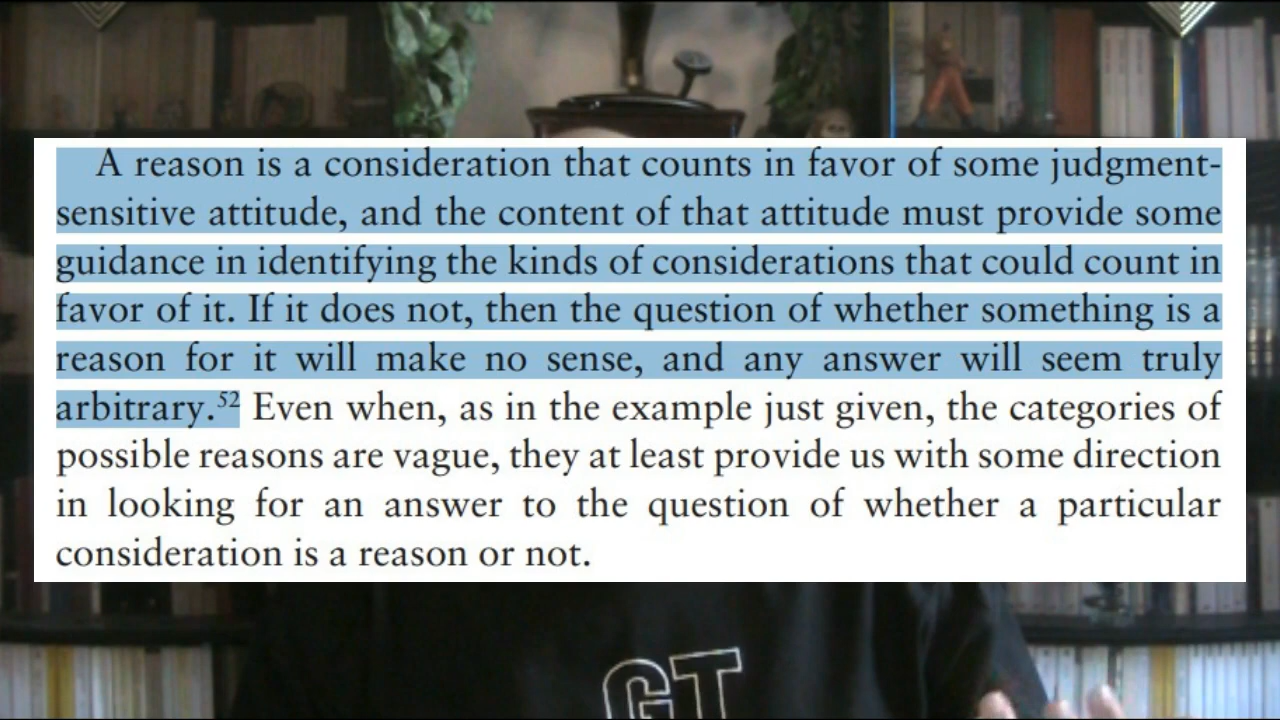 A reason is a consideration that counts in favor of some judgment-
sensitive attitude, and the content of that attitude must provide some
guidance in identifying the kinds of considerations that could count in
favor of it. If it does not, then the question of whether something is a
reason for it will make no sense, and any answer will seem truly
arbitrary.52 Even when, as in the example just given, the categories of
possible reasons are vague, they at least provide us with some direction
in looking for an answer to the question of whether a particular
consideration is a reason or not.
GT